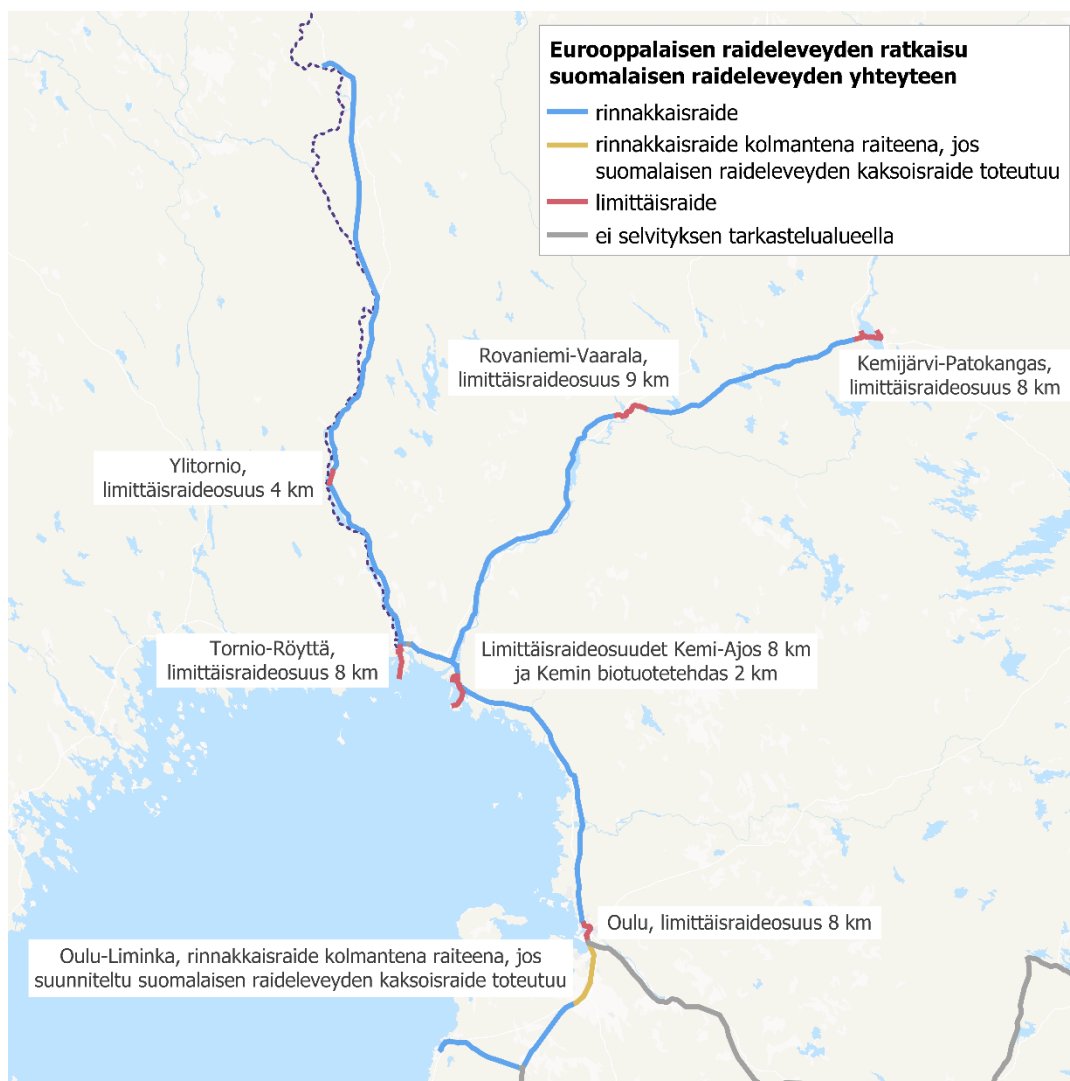 Eurooppalaisen raideleveyden ratkaisu
suomalaisen raideleveyden yhteyteen
rinnakkaisraide
rinnakkaisraide kolmantena raiteena, jos
suomalaisen raideleveyden kaksoisraide toteutuu
limittäisraide
ei selvityksen tarkastelualueella
Rovaniemi-Vaarala,
limittäisraideosuus 9 km
Kemijärvi-Patokangas,
limittäisraideosuus 8 km
Ylitornio,
limittäisraideosuus 4 km
Tornio-Röyttä,
limittäisraideosuus 8 km
Limittäisraideosuudet Kemi-Ajos 8 km
ja Kemin biotuotetehdas 2 km
Oulu, limittäisraideosuus 8 km
Oulu-Liminka, rinnakkaisraide kolmantena raiteena, jos
suunniteltu suomalaisen raideleveyden kaksoisraide toteutuu